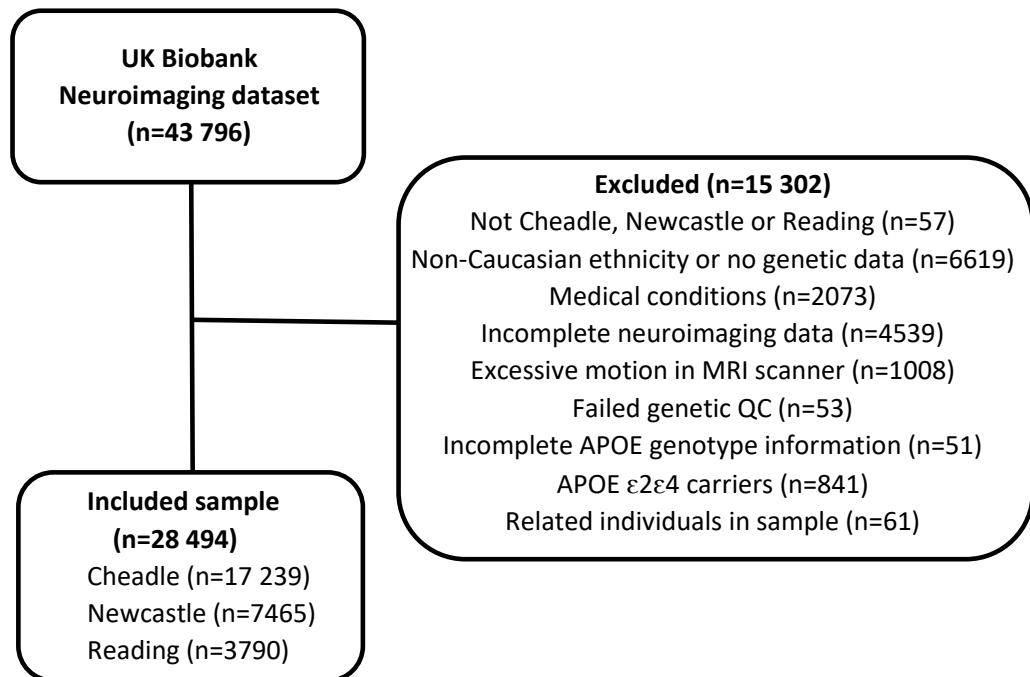 UK Biobank
Neuroimaging dataset
(n=43 796)
Excluded (n=15 302)
Not Cheadle, Newcastle or Reading (n=57)
Non-Caucasian ethnicity or no genetic data (n=6619)
Medical conditions (n=2073)
Incomplete neuroimaging data (n=4539)
Excessive motion in MRI scanner (n=1008)
Failed genetic QC (n=53)
Incomplete APOE genotype information (n=51)
APOE ε2ε4 carriers (n=841)
Related individuals in sample (n=61)
Included sample
(n=28 494)
Cheadle (n=17 239)
Newcastle (n=7465)
Reading (n=3790)